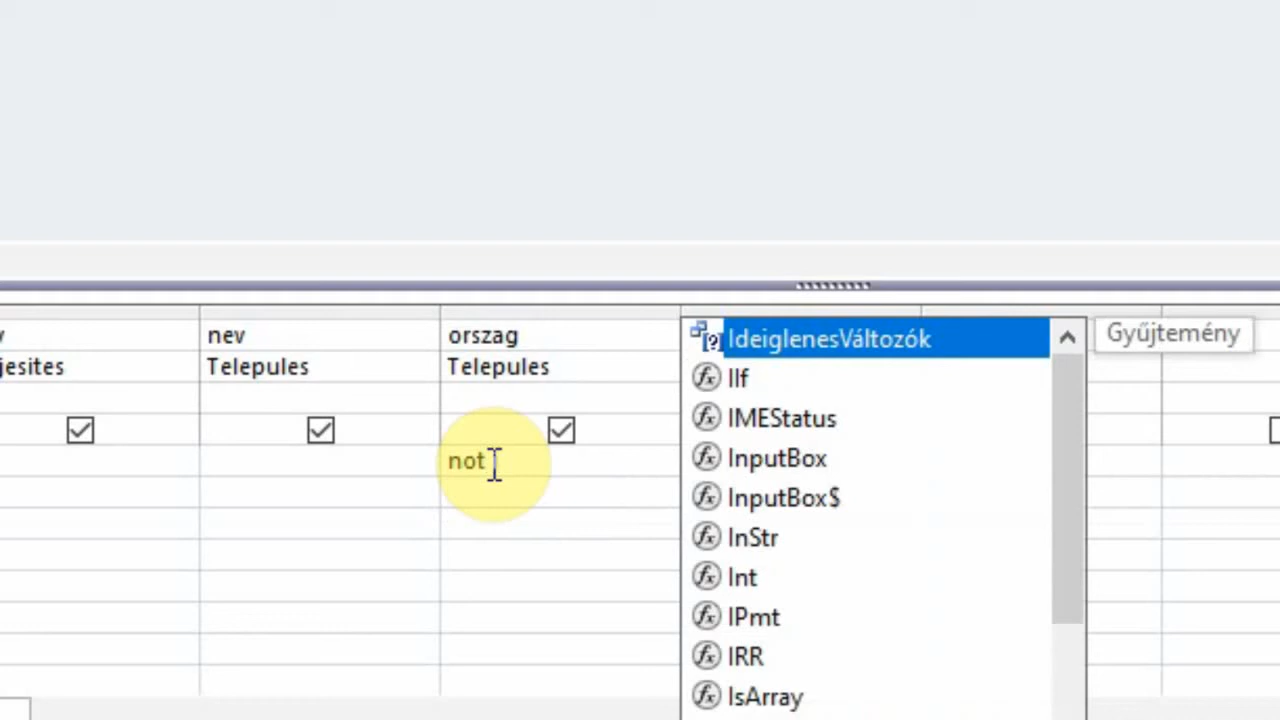 nev
orszag
jesites
Telepules
Telepules
not
IdeiglenesVáltozók
Gyűjtemény
IIf
IMEStatus
InputBox
InputBox$
InStr
Int
IPmt
IRR
IsArray